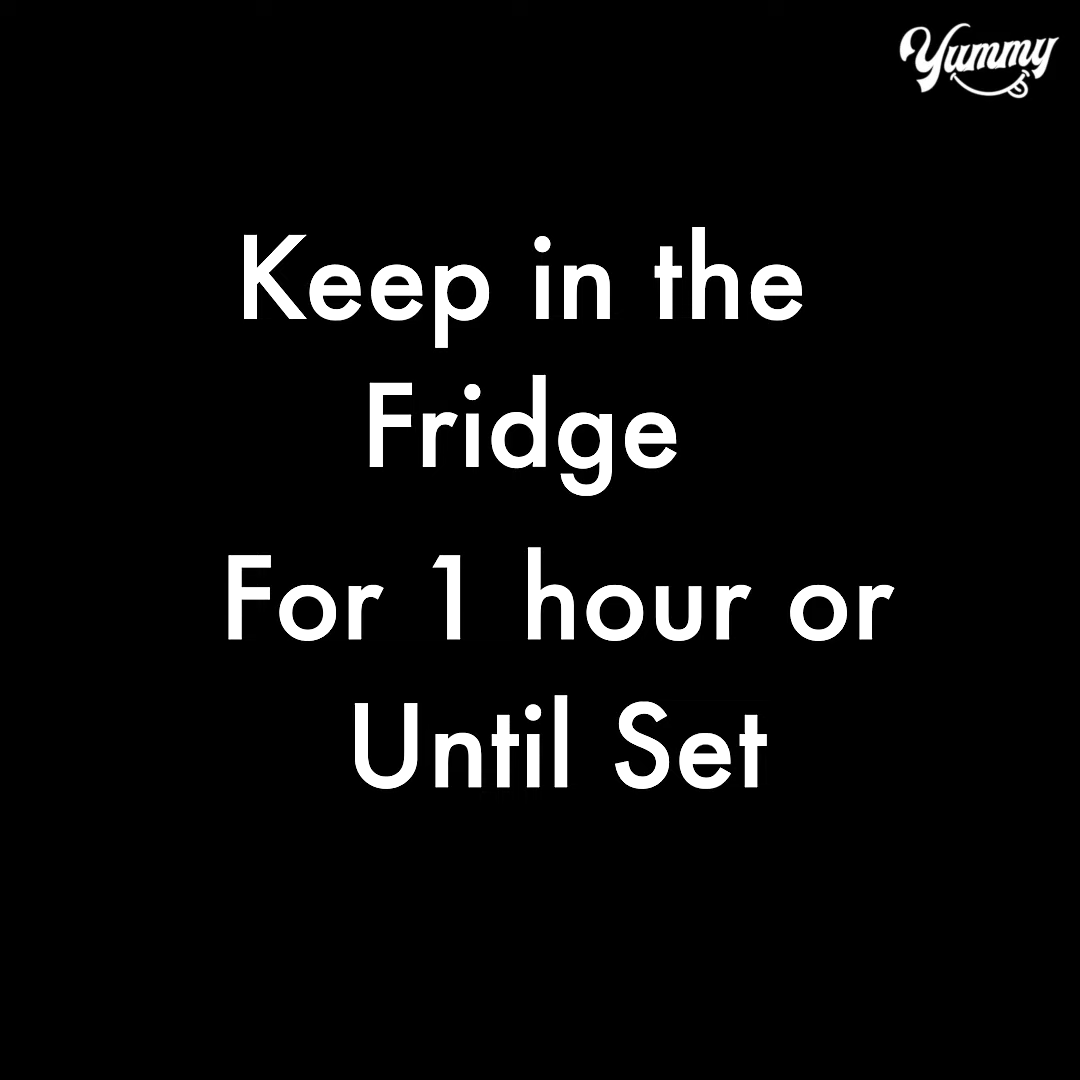 Yummy
Keep in the
Fridge
For 1 hour or
Until Set